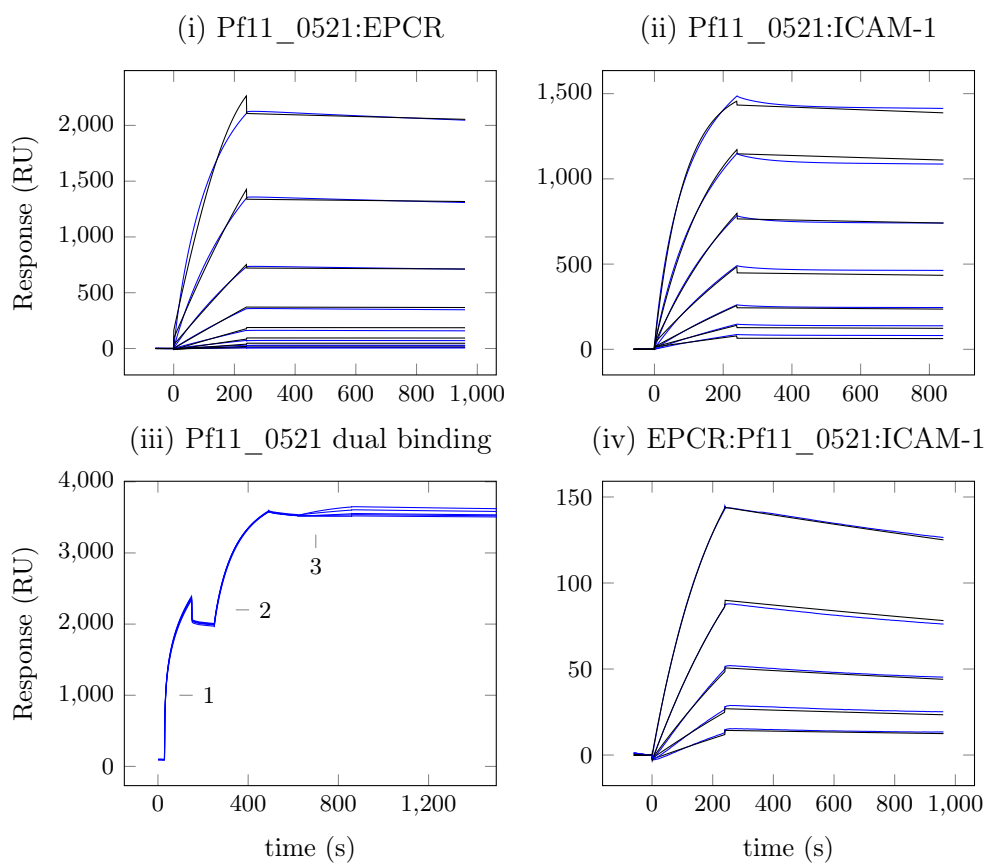 (i) Pf11_0521:EPCR
(ii) Pf11_0521:ICAM-1
Response (RU)
2,000
1,500
1,000
500
0
0 200 400 600 800 1,000
1,500
1,000
500
0
0 200 400 600 800
(iii) Pf11_0521 dual binding
(iv) EPCR:Pf11_0521:ICAM-1
Response (RU)
4,000
3,000
2,000
1,000
0
3
2
1
0 400 800 1,200
time (s)
150
100
50
0
0 200 400 600 800 1,000
time (s)